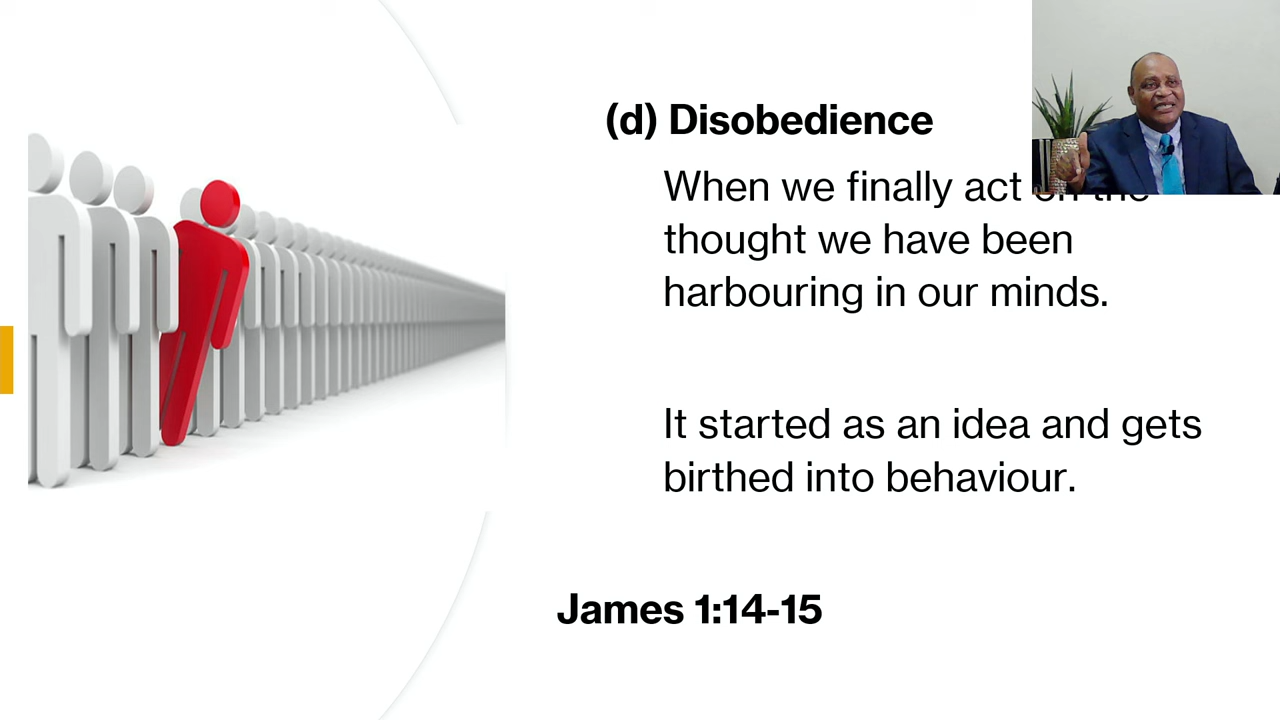 (d) Disobedience
When we finally act on the
thought we have been
harbouring in our minds.
It started as an idea and gets
birthed into behaviour.
James 1:14-15